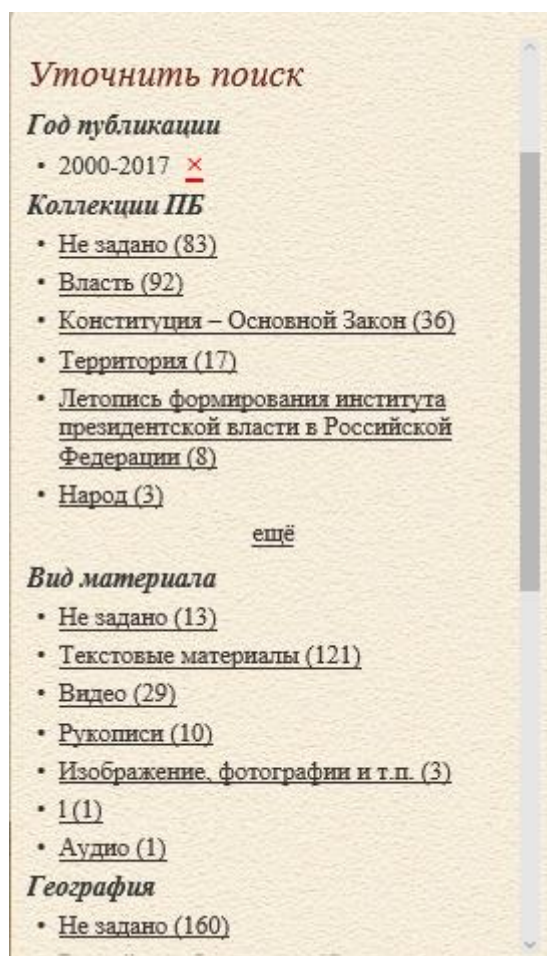 Уточнить поиск
Год публикации
• 2000-2017 ×
Коллекции ПБ
• Не задано (83)
• Власть (92)
• Конституция – Основной Закон (36)
• Территория (17)
• Летопись формирования института
президентской власти в Российской
Федерации (8)
• Народ (3)
ещё
Вид материала
• Не задано (13)
• Текстовые материалы (121)
• Видео (29)
• Рукописи (10)
• Изображение, фотографии и т.п. (3)
• 1 (1)
• Аудио (1)
География
• Не задано (160)